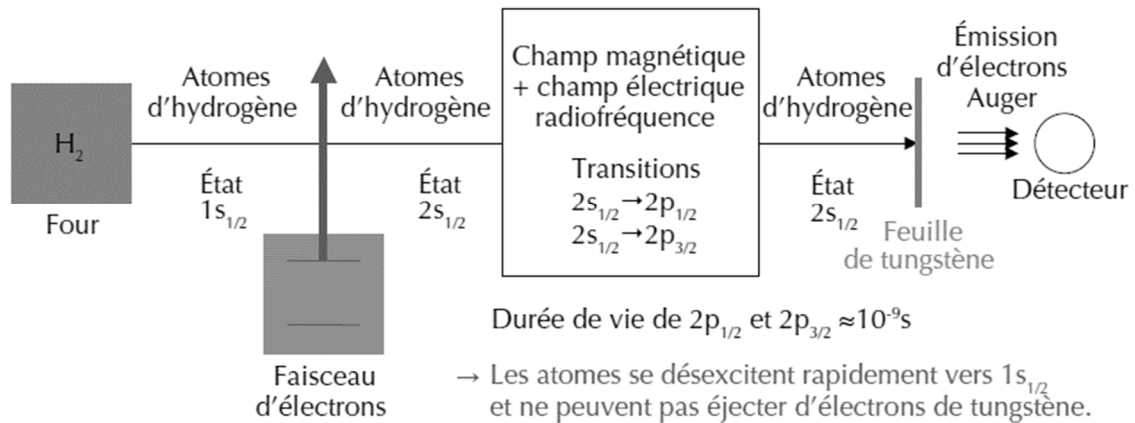 H₂
Four
Atomes
d'hydrogène
État
1s₁/₂
Faisceau
d'électrons
Atomes
d'hydrogène
État
2s₁/₂
Champ magnétique
+ champ électrique
radiofréquence
Transitions
2s₁/₂→2p₁/₂
2s₁/₂→2p₃/₂
Atomes
d'hydrogène
État
2s₁/₂
Feuille
de tungstène
Émission
d'électrons
Auger
Détecteur
Durée de vie de 2p₁/₂ et 2p₃/₂ ≈10⁻⁹s
→ Les atomes se désexcitent rapidement vers 1s₁/₂
et ne peuvent pas éjecter d'électrons de tungstène.